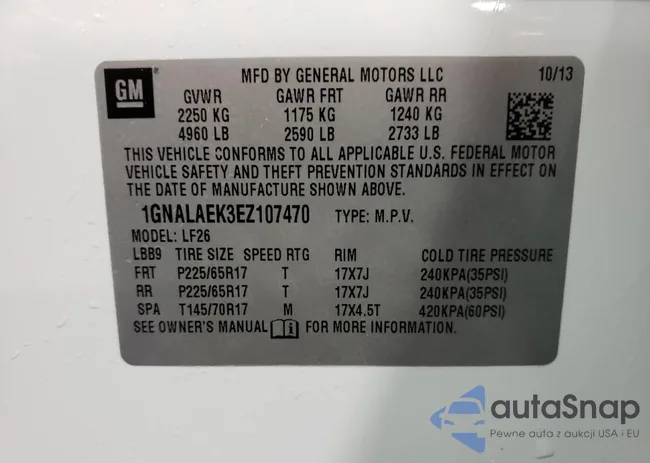 GM
MFD BY GENERAL MOTORS LLC 10/13
GVWR GAWR FRT GAWR RR
2250 KG 1175 KG 1240 KG
4960 LB 2590 LB 2733 LB
THIS VEHICLE CONFORMS TO ALL APPLICABLE U.S. FEDERAL MOTOR
VEHICLE SAFETY AND THEFT PREVENTION STANDARDS IN EFFECT ON
THE DATE OF MANUFACTURE SHOWN ABOVE.
1GNALAEK3EZ107470 TYPE: M.P.V.
MODEL: LF26
LBB9 TIRE SIZE SPEED RTG RIM COLD TIRE PRESSURE
FRT P225/65R17 T 17X7J 240KPA(35PSI)
RR P225/65R17 T 17X7J 240KPA(35PSI)
SPA T145/70R17 M 17X4.5T 420KPA(60PSI)
SEE OWNER'S MANUAL FOR MORE INFORMATION.
autaSnap
Pewne auta z aukcji USA i EU